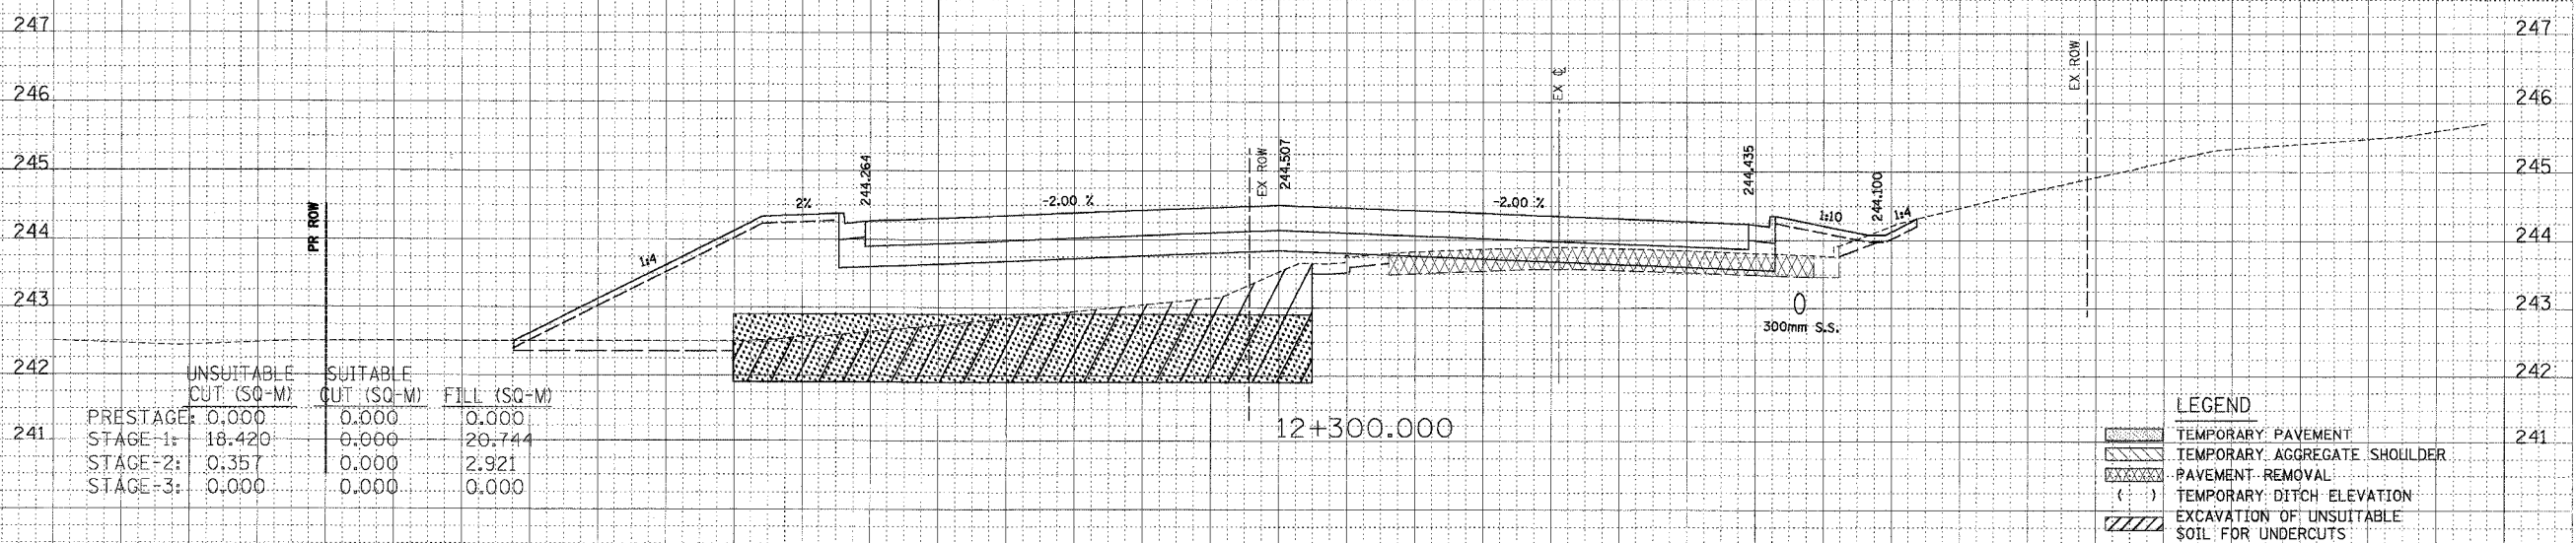 247
247
246
246
245
245
244
244
243
243
242
242
241
241
PR ROW
1:4
2%
244.264
-2.00 %
EX ROW
244.507
-2.00 %
EX ℄
244.435
1:10
244.100
1:4
EX ROW
300mm S.S.
12+300.000
UNSUITABLE SUITABLE
CUT (SQ-M) CUT (SQ-M) FILL (SQ-M)
PRESTAGE: 0.000 0.000 0.000
STAGE-1: 18.420 0.000 20.744
STAGE-2: 0.357 0.000 2.921
STAGE-3: 0.000 0.000 0.000
LEGEND
TEMPORARY PAVEMENT
TEMPORARY AGGREGATE SHOULDER
PAVEMENT REMOVAL
( ) TEMPORARY DITCH ELEVATION
EXCAVATION OF UNSUITABLE
SOIL FOR UNDERCUTS